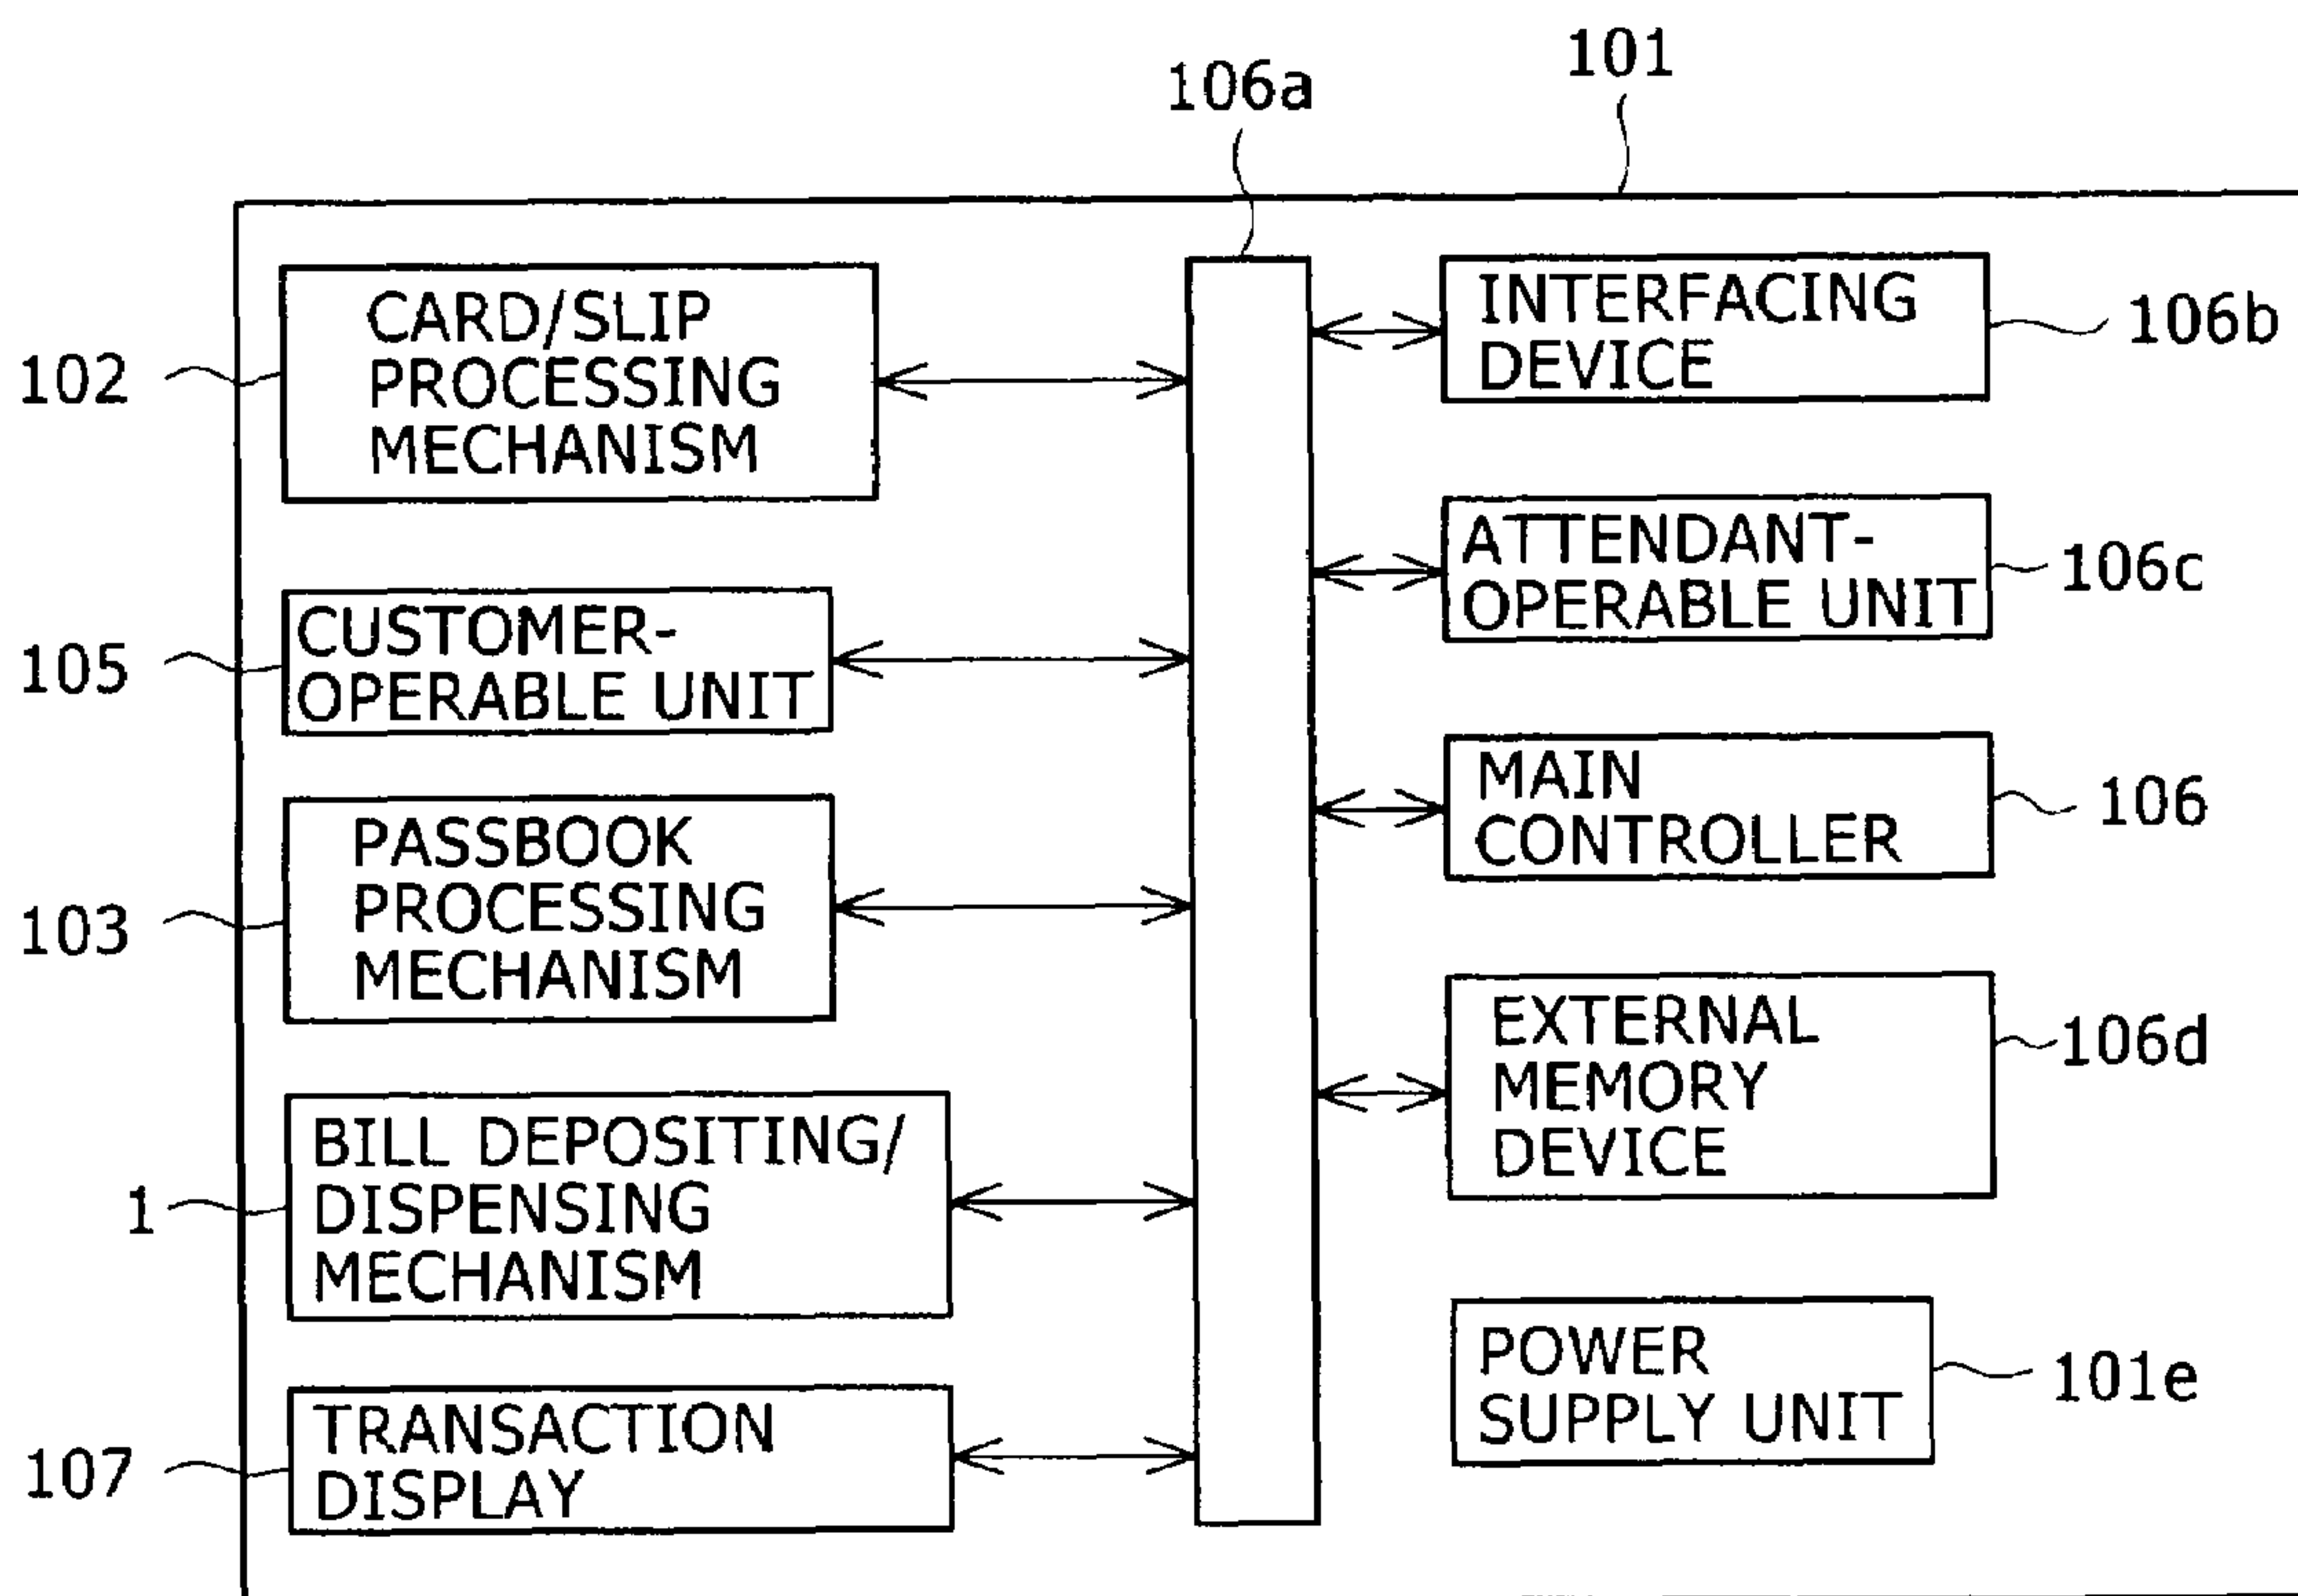 101
106a
CARD/SLIP
PROCESSING
MECHANISM
102
CUSTOMER-
OPERABLE UNIT
105
PASSBOOK
PROCESSING
MECHANISM
103
BILL DEPOSITING/
DISPENSING
MECHANISM
1
TRANSACTION
DISPLAY
107
INTERFACING
DEVICE
106b
ATTENDANT-
OPERABLE UNIT
106c
MAIN
CONTROLLER
106
EXTERNAL
MEMORY
DEVICE
106d
POWER
SUPPLY UNIT
101e